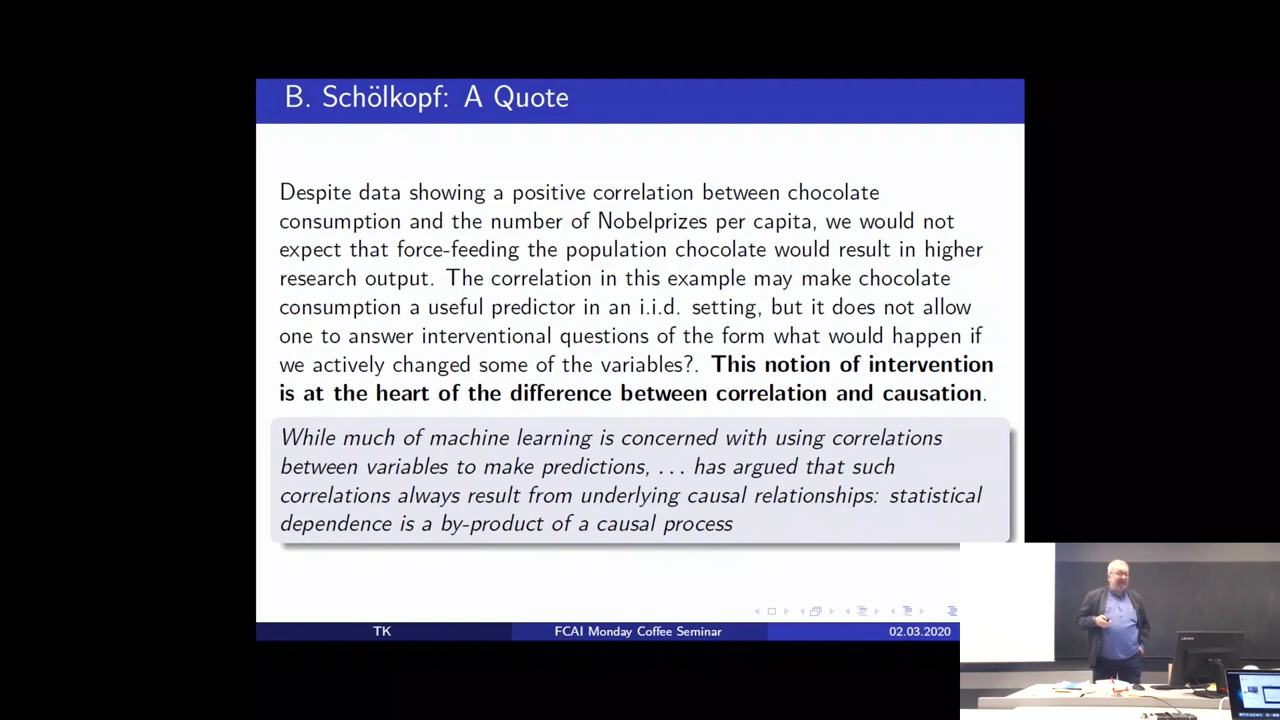 B. Schölkopf: A Quote
Despite data showing a positive correlation between chocolate
consumption and the number of Nobelprizes per capita, we would not
expect that force-feeding the population chocolate would result in higher
research output. The correlation in this example may make chocolate
consumption a useful predictor in an i.i.d. setting, but it does not allow
one to answer interventional questions of the form what would happen if
we actively changed some of the variables?. This notion of intervention
is at the heart of the difference between correlation and causation.
While much of machine learning is concerned with using correlations
between variables to make predictions, ... has argued that such
correlations always result from underlying causal relationships: statistical
dependence is a by-product of a causal process
TK
FCAI Monday Coffee Seminar
02.03.2020
Lenovo